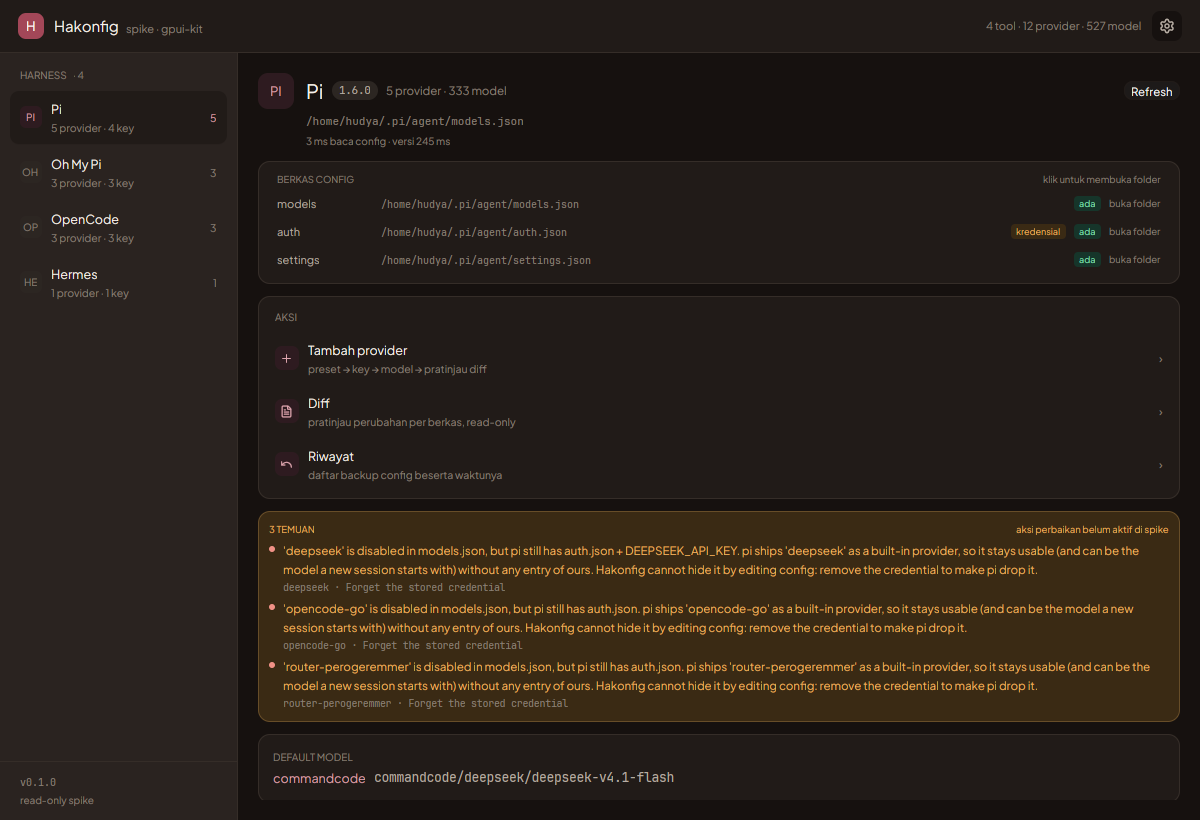 H Hakonfig spike · gpui-kit
4 tool · 12 provider · 527 model
HARNESS · 4
PI Pi 5
5 provider · 4 key
OH Oh My Pi 3
3 provider · 3 key
OP OpenCode 3
3 provider · 3 key
HE Hermes 1
1 provider · 1 key
v0.1.0
read-only spike
PI Pi 1.6.0 5 provider · 333 model
Refresh
/home/hudya/.pi/agent/models.json
3 ms baca config · versi 245 ms
BERKAS CONFIG klik untuk membuka folder
models /home/hudya/.pi/agent/models.json ada buka folder
auth /home/hudya/.pi/agent/auth.json kredensial ada buka folder
settings /home/hudya/.pi/agent/settings.json ada buka folder
AKSI
Tambah provider
preset → key → model → pratinjau diff
Diff
pratinjau perubahan per berkas, read-only
Riwayat
daftar backup config beserta waktunya
3 TEMUAN aksi perbaikan belum aktif di spike
'deepseek' is disabled in models.json, but pi still has auth.json + DEEPSEEK_API_KEY. pi ships 'deepseek' as a built-in provider, so it stays usable (and can be the
model a new session starts with) without any entry of ours. Hakonfig cannot hide it by editing config: remove the credential to make pi drop it.
deepseek · Forget the stored credential
'opencode-go' is disabled in models.json, but pi still has auth.json. pi ships 'opencode-go' as a built-in provider, so it stays usable (and can be the model a new
session starts with) without any entry of ours. Hakonfig cannot hide it by editing config: remove the credential to make pi drop it.
opencode-go · Forget the stored credential
'router-perogeremmer' is disabled in models.json, but pi still has auth.json. pi ships 'router-perogeremmer' as a built-in provider, so it stays usable (and can be the
model a new session starts with) without any entry of ours. Hakonfig cannot hide it by editing config: remove the credential to make pi drop it.
router-perogeremmer · Forget the stored credential
DEFAULT MODEL
commandcode commandcode/deepseek/deepseek-v4.1-flash